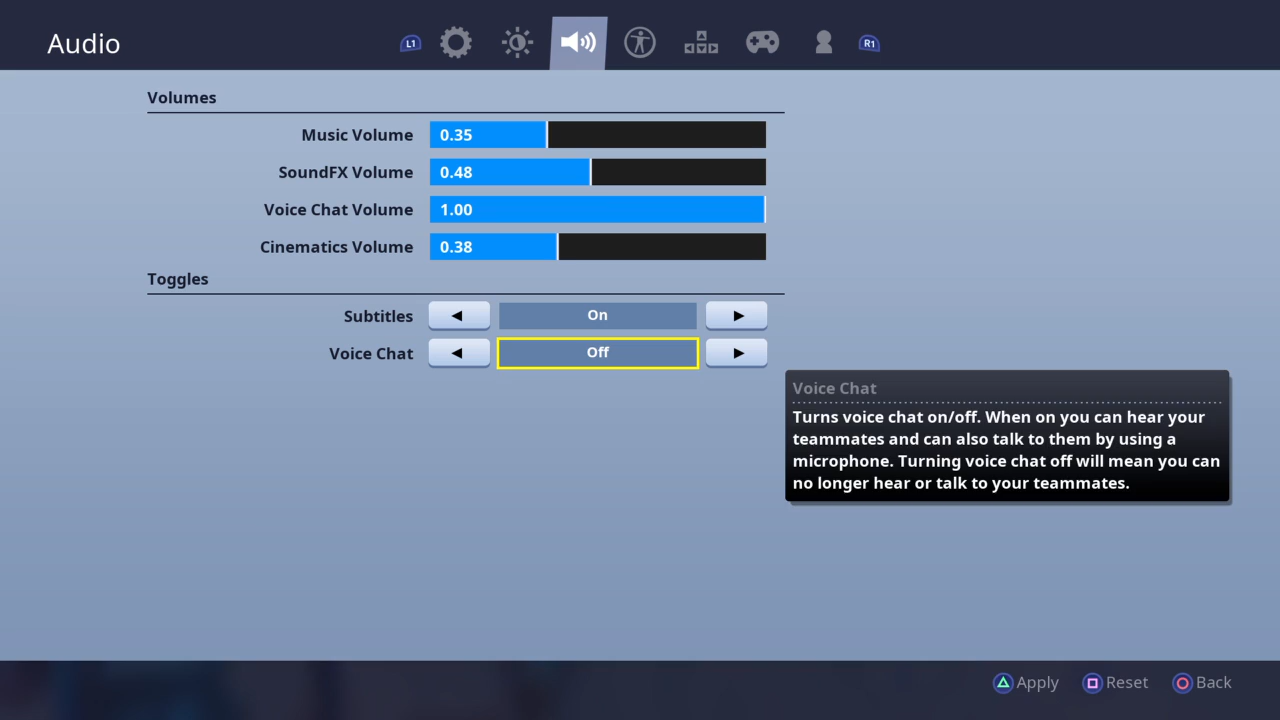 Audio
L1
R1
Volumes
Music Volume
0.35
SoundFX Volume
0.48
Voice Chat Volume
1.00
Cinematics Volume
0.38
Toggles
Subtitles
On
Voice Chat
Off
Voice Chat
Turns voice chat on/off. When on you can hear your
teammates and can also talk to them by using a
microphone. Turning voice chat off will mean you can
no longer hear or talk to your teammates.
Apply
Reset
Back